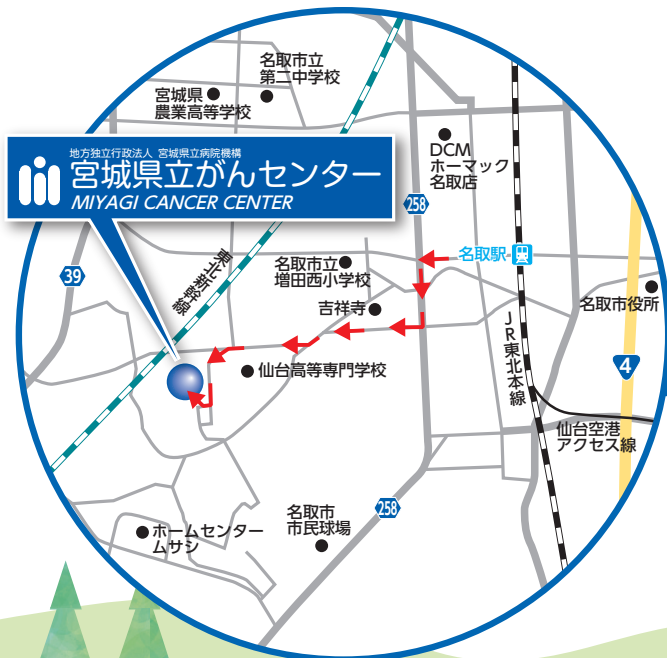 名取市立
第二中学校
宮城県
農業高等学校
DCM
ホーマック
名取店
地方独立行政法人 宮城県立病院機構
宮城県立がんセンター
MIYAGI CANCER CENTER
258
名取駅
39
東北新幹線
名取市立
増田西小学校
吉祥寺
名取市役所
JR東北本線
4
仙台高等専門学校
仙台空港
アクセス線
258
名取市
市民球場
ホームセンター
ムサシ